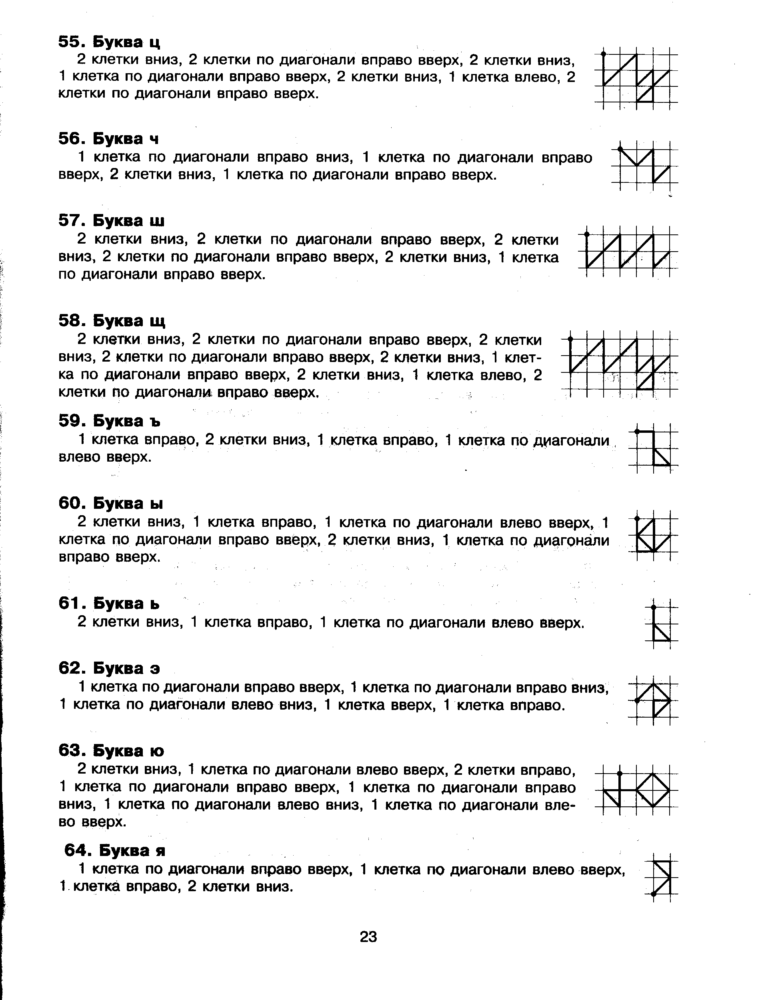 55. Буква ц
2 клетки вниз, 2 клетки по диагонали вправо вверх, 2 клетки вниз,
1 клетка по диагонали вправо вверх, 2 клетки вниз, 1 клетка влево, 2
клетки по диагонали вправо вверх.
56. Буква ч
1 клетка по диагонали вправо вниз, 1 клетка по диагонали вправо
вверх, 2 клетки вниз, 1 клетка по диагонали вправо вверх.
57. Буква ш
2 клетки вниз, 2 клетки по диагонали вправо вверх, 2 клетки
вниз, 2 клетки по диагонали вправо вверх, 2 клетки вниз, 1 клетка
по диагонали вправо вверх.
58. Буква щ
2 клетки вниз, 2 клетки по диагонали вправо вверх, 2 клетки
вниз, 2 клетки по диагонали вправо вверх, 2 клетки вниз, 1 клет-
ка по диагонали вправо вверх, 2 клетки вниз, 1 клетка влево, 2
клетки по диагонали вправо вверх.
59. Буква ъ
1 клетка вправо, 2 клетки вниз, 1 клетка вправо, 1 клетка по диагонали
влево вверх.
60. Буква ы
2 клетки вниз, 1 клетка вправо, 1 клетка по диагонали влево вверх, 1
клетка по диагонали вправо вверх, 2 клетки вниз, 1 клетка по диагонали
вправо вверх.
61. Буква ь
2 клетки вниз, 1 клетка вправо, 1 клетка по диагонали влево вверх.
62. Буква э
1 клетка по диагонали вправо вверх, 1 клетка по диагонали вправо вниз,
1 клетка по диагонали влево вниз, 1 клетка вверх, 1 клетка вправо.
63. Буква ю
2 клетки вниз, 1 клетка по диагонали влево вверх, 2 клетки вправо,
1 клетка по диагонали вправо вверх, 1 клетка по диагонали вправо
вниз, 1 клетка по диагонали влево вниз, 1 клетка по диагонали вле-
во вверх.
64. Буква я
1 клетка по диагонали вправо вверх, 1 клетка по диагонали влево вверх,
1 клетка вправо, 2 клетки вниз.
23